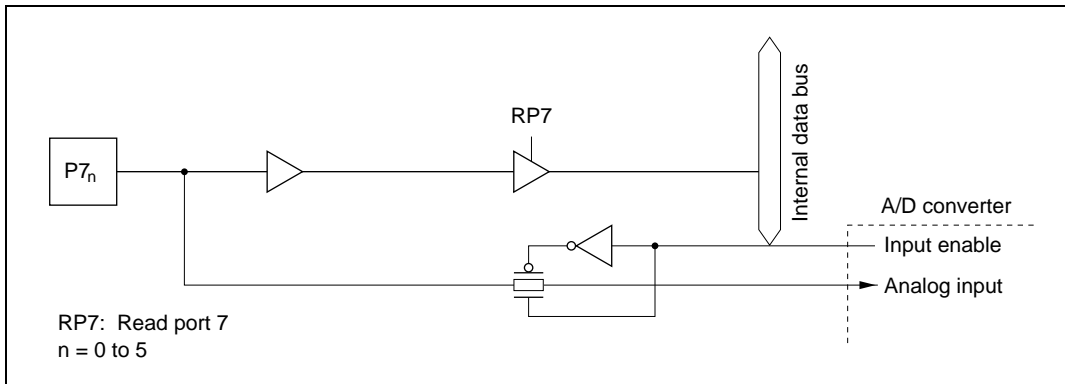 RP7
P7n
Internal data bus
A/D converter
Input enable
Analog input
RP7: Read port 7
n = 0 to 5